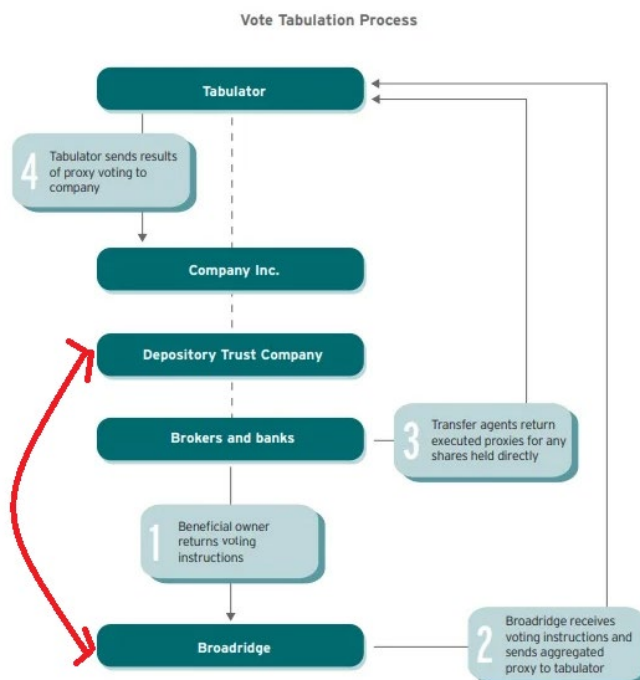 Vote Tabulation Process
Tabulator
4
Tabulator sends results
of proxy voting to
company
Company Inc.
Depository Trust Company
Brokers and banks
3
Transfer agents return
executed proxies for any
shares held directly
1
Beneficial owner
returns voting
instructions
Broadridge
2
Broadridge receives
voting instructions and
sends aggregated
proxy to tabulator